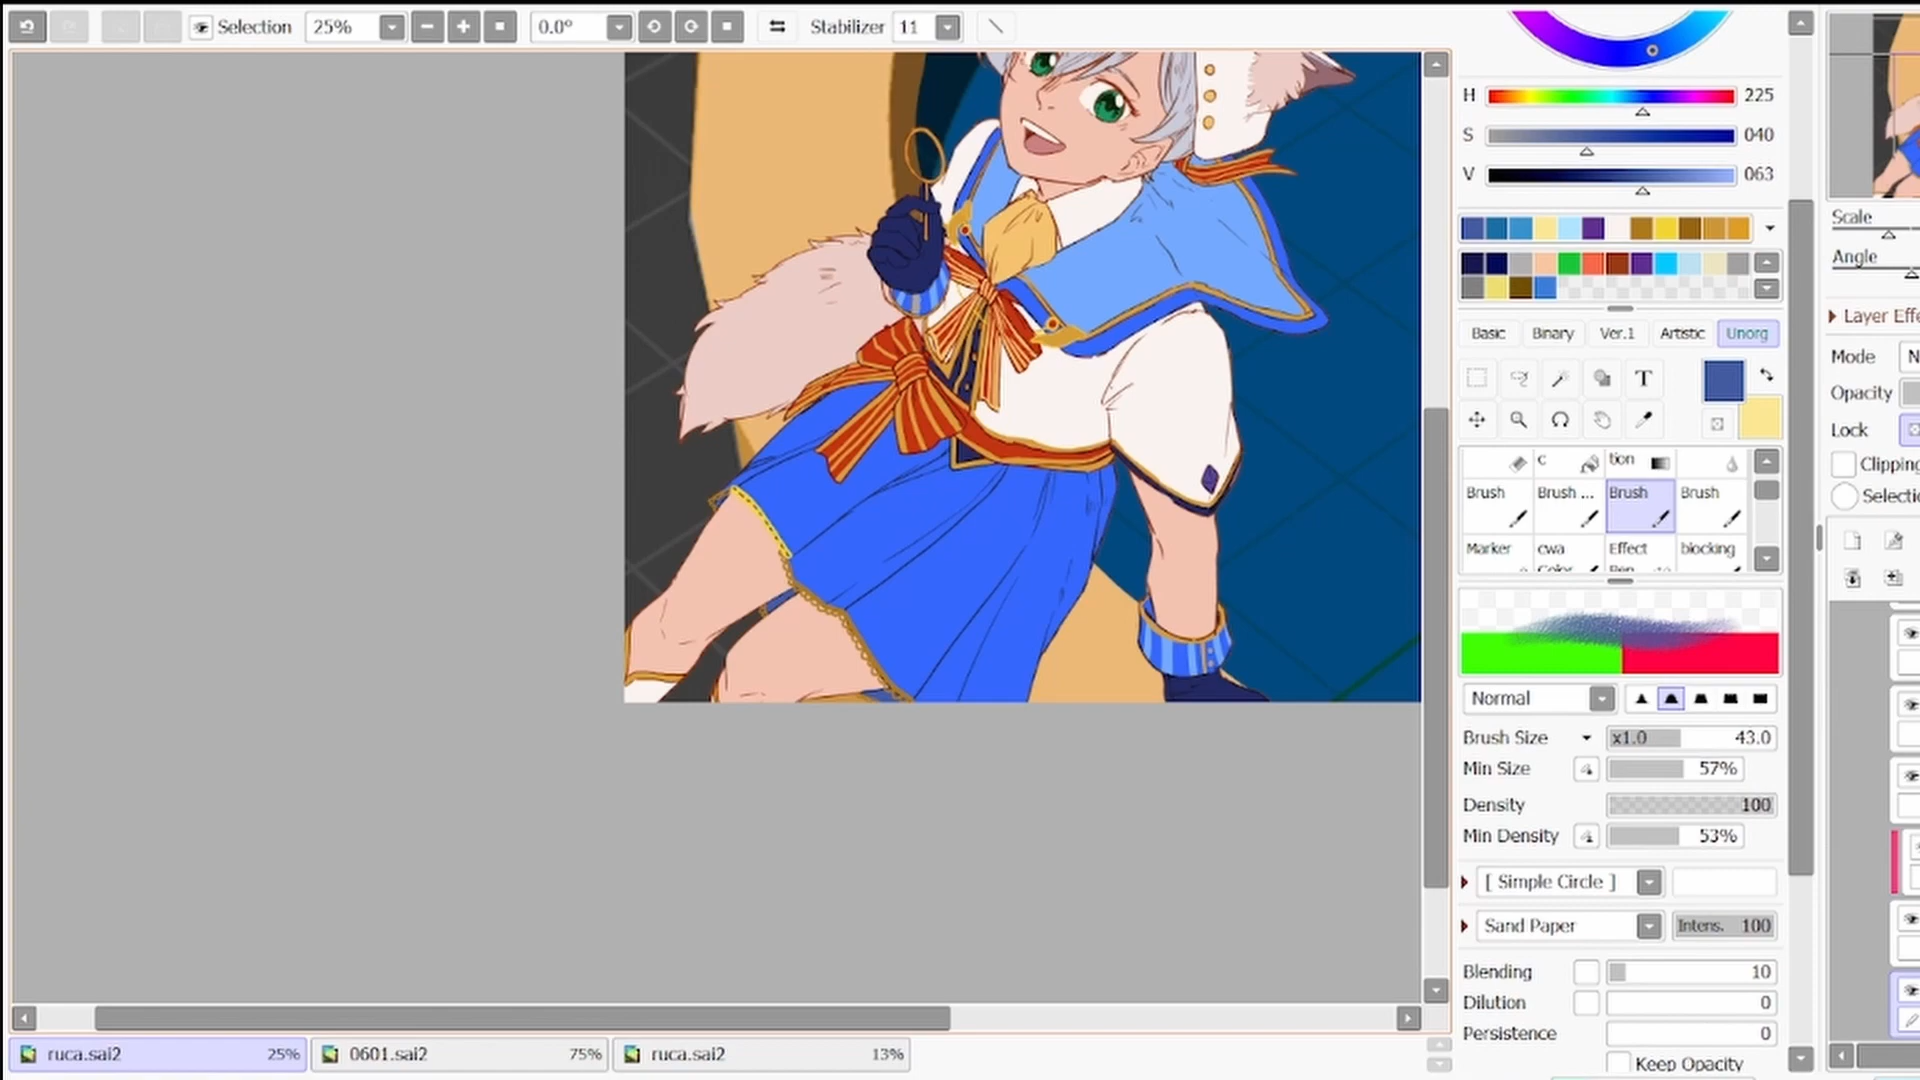 Selection 25% 0.0° Stabilizer 11
H 225
S 040
V 063
Scale
Angle
Layer Effe
Basic Binary Ver.1 Artistic Unorg
Mode N
Opacity
T
Lock
Clipping
Selectio
c tion
Brush Brush ... Brush Brush
Marker cwa Effect blocking
Color Pen
Normal
Brush Size x1.0 43.0
Min Size 57%
Density 100
Min Density 53%
[ Simple Circle ]
Sand Paper Intens. 100
Blending 10
Dilution 0
Persistence 0
Keep Opacity
ruca.sai2 25% 0601.sai2 75% ruca.sai2 13%